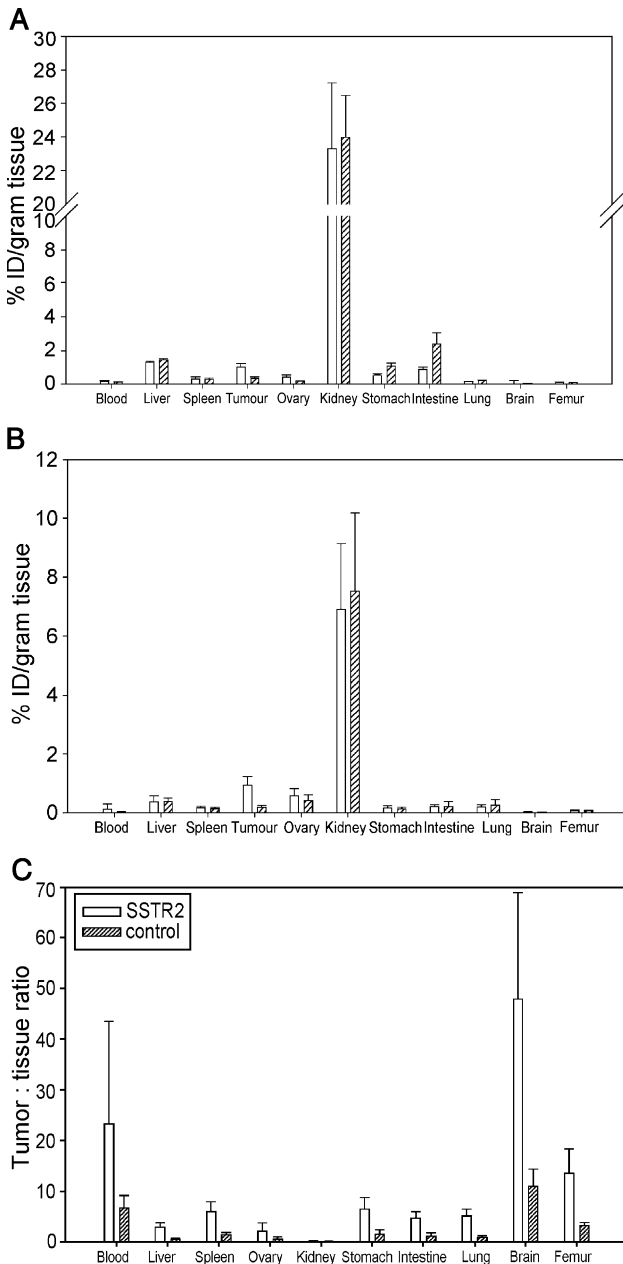 A
30
28
26
24
22
20
10
8
6
4
2
0
% ID/gram tissue
Blood Liver Spleen Tumour Ovary Kidney Stomach Intestine Lung Brain Femur
B
12
10
8
6
4
2
0
% ID/gram tissue
Blood Liver Spleen Tumour Ovary Kidney Stomach Intestine Lung Brain Femur
C
70
60
50
40
30
20
10
0
Tumor : tissue ratio
SSTR2
control
Blood Liver Spleen Ovary Kidney Stomach Intestine Lung Brain Femur